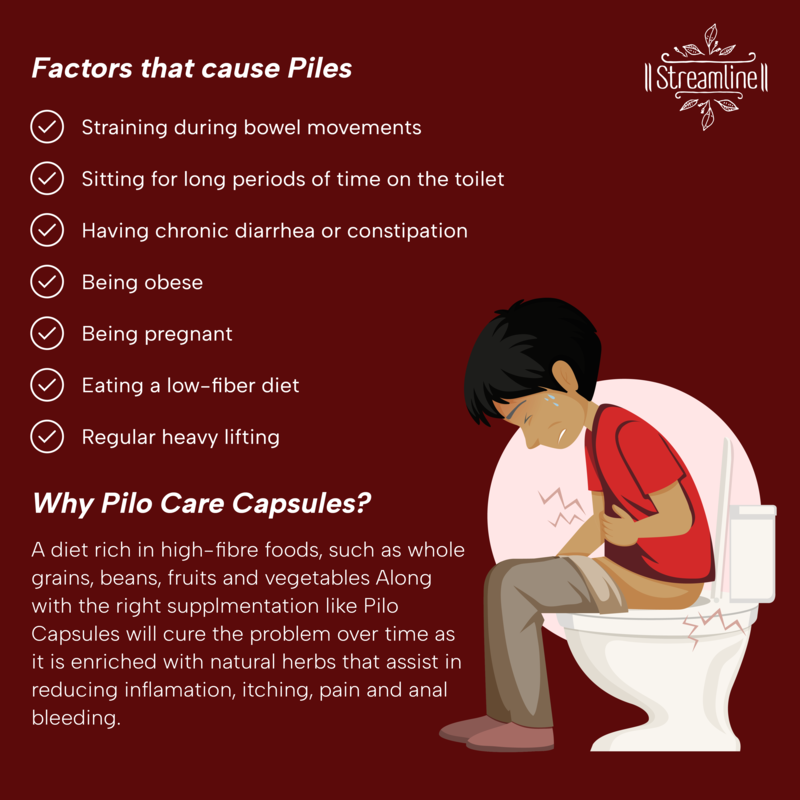 Factors that cause Piles
Streamline
Straining during bowel movements
Sitting for long periods of time on the toilet
Having chronic diarrhea or constipation
Being obese
Being pregnant
Eating a low-fiber diet
Regular heavy lifting
Why Pilo Care Capsules?
A diet rich in high-fibre foods, such as whole
grains, beans, fruits and vegetables Along
with the right supplmentation like Pilo
Capsules will cure the problem over time as
it is enriched with natural herbs that assist in
reducing inflamation, itching, pain and anal
bleeding.